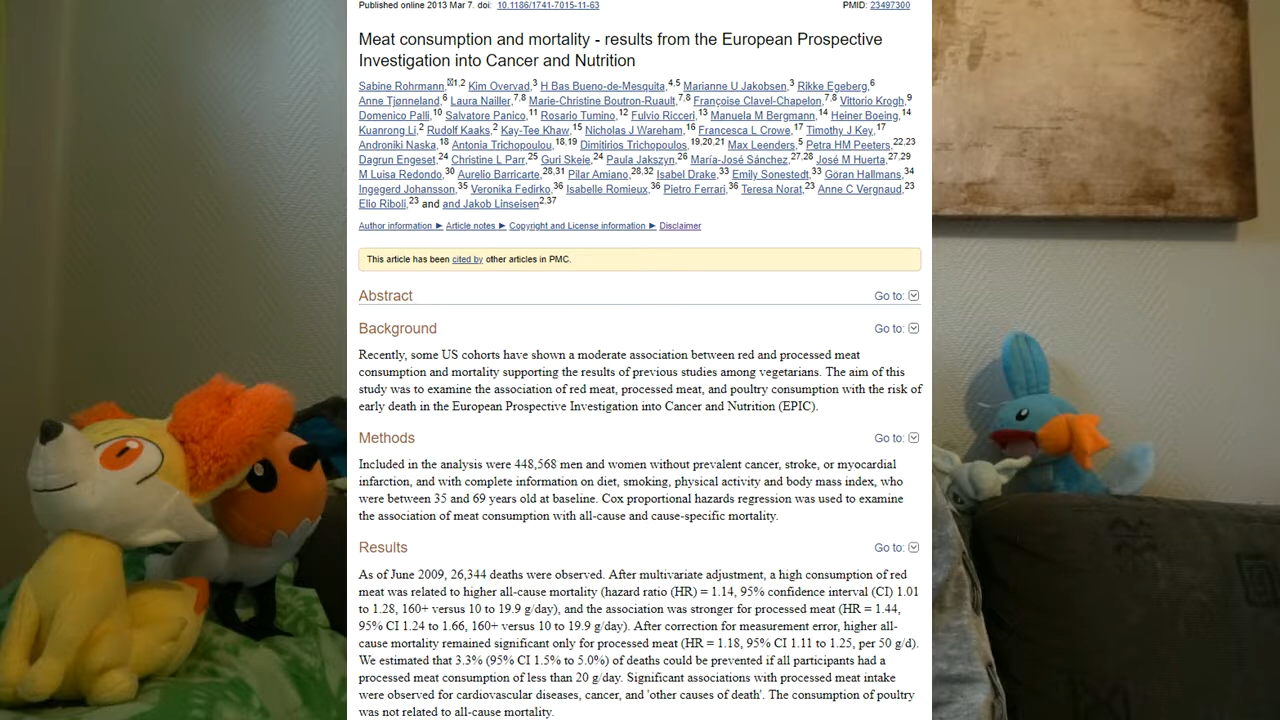 Published online 2013 Mar 7. doi: 10.1186/1741-7015-11-63 PMID: 23497300
Meat consumption and mortality - results from the European Prospective
Investigation into Cancer and Nutrition
Sabine Rohrmann,1,2 Kim Overvad,3 H Bas Bueno-de-Mesquita,4,5 Marianne U Jakobsen,3 Rikke Egeberg,6
Anne Tjønneland,6 Laura Nailler,7,8 Marie-Christine Boutron-Ruault,7,8 Françoise Clavel-Chapelon,7,8 Vittorio Krogh,9
Domenico Palli,10 Salvatore Panico,11 Rosario Tumino,12 Fulvio Ricceri,13 Manuela M Bergmann,14 Heiner Boeing,14
Kuanrong Li,2 Rudolf Kaaks,2 Kay-Tee Khaw,15 Nicholas J Wareham,16 Francesca L Crowe,17 Timothy J Key,17
Androniki Naska,18 Antonia Trichopoulou,18,19 Dimitirios Trichopoulos,19,20,21 Max Leenders,5 Petra HM Peeters,22,23
Dagrun Engeset,24 Christine L Parr,25 Guri Skeie,24 Paula Jakszyn,26 María-José Sánchez,27,28 José M Huerta,27,29
M Luisa Redondo,30 Aurelio Barricarte,28,31 Pilar Amiano,28,32 Isabel Drake,33 Emily Sonestedt,33 Göran Hallmans,34
Ingegerd Johansson,35 Veronika Fedirko,36 Isabelle Romieux,36 Pietro Ferrari,36 Teresa Norat,23 Anne C Vergnaud,23
Elio Riboli,23 and and Jakob Linseisen2,37
Author information ► Article notes ► Copyright and License information ► Disclaimer
This article has been cited by other articles in PMC.
Abstract Go to:
Background Go to:
Recently, some US cohorts have shown a moderate association between red and processed meat
consumption and mortality supporting the results of previous studies among vegetarians. The aim of this
study was to examine the association of red meat, processed meat, and poultry consumption with the risk of
early death in the European Prospective Investigation into Cancer and Nutrition (EPIC).
Methods Go to:
Included in the analysis were 448,568 men and women without prevalent cancer, stroke, or myocardial
infarction, and with complete information on diet, smoking, physical activity and body mass index, who
were between 35 and 69 years old at baseline. Cox proportional hazards regression was used to examine
the association of meat consumption with all-cause and cause-specific mortality.
Results Go to:
As of June 2009, 26,344 deaths were observed. After multivariate adjustment, a high consumption of red
meat was related to higher all-cause mortality (hazard ratio (HR) = 1.14, 95% confidence interval (CI) 1.01
to 1.28, 160+ versus 10 to 19.9 g/day), and the association was stronger for processed meat (HR = 1.44,
95% CI 1.24 to 1.66, 160+ versus 10 to 19.9 g/day). After correction for measurement error, higher all-
cause mortality remained significant only for processed meat (HR = 1.18, 95% CI 1.11 to 1.25, per 50 g/d).
We estimated that 3.3% (95% CI 1.5% to 5.0%) of deaths could be prevented if all participants had a
processed meat consumption of less than 20 g/day. Significant associations with processed meat intake
were observed for cardiovascular diseases, cancer, and 'other causes of death'. The consumption of poultry
was not related to all-cause mortality.